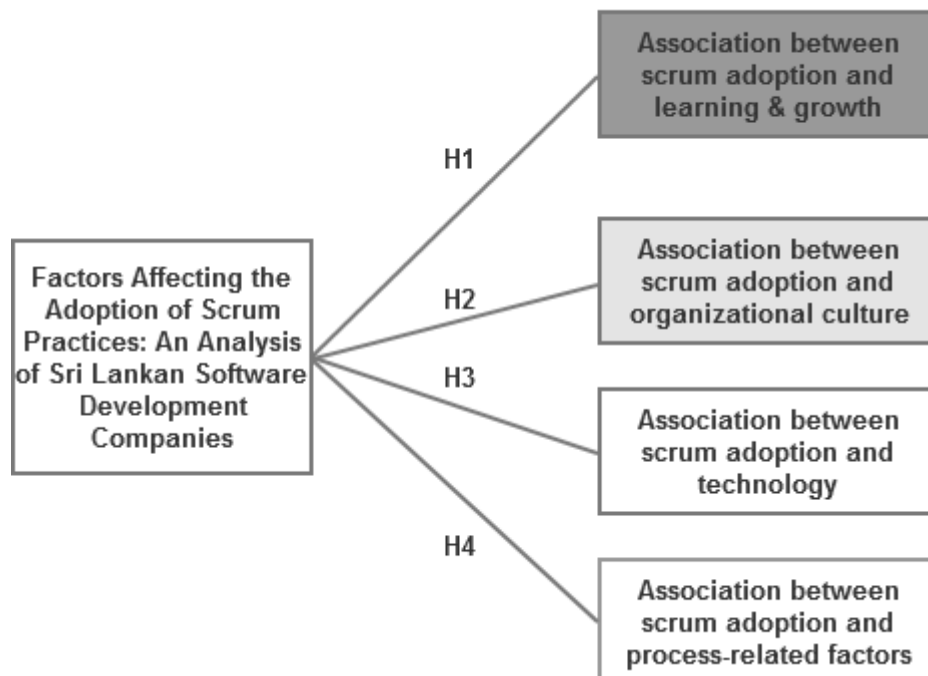 Association between
scrum adoption and
learning & growth
H1
Association between
scrum adoption and
organizational culture
H2
Factors Affecting the
Adoption of Scrum
Practices: An Analysis
of Sri Lankan Software
Development
Companies
H3
Association between
scrum adoption and
technology
H4
Association between
scrum adoption and
process-related factors